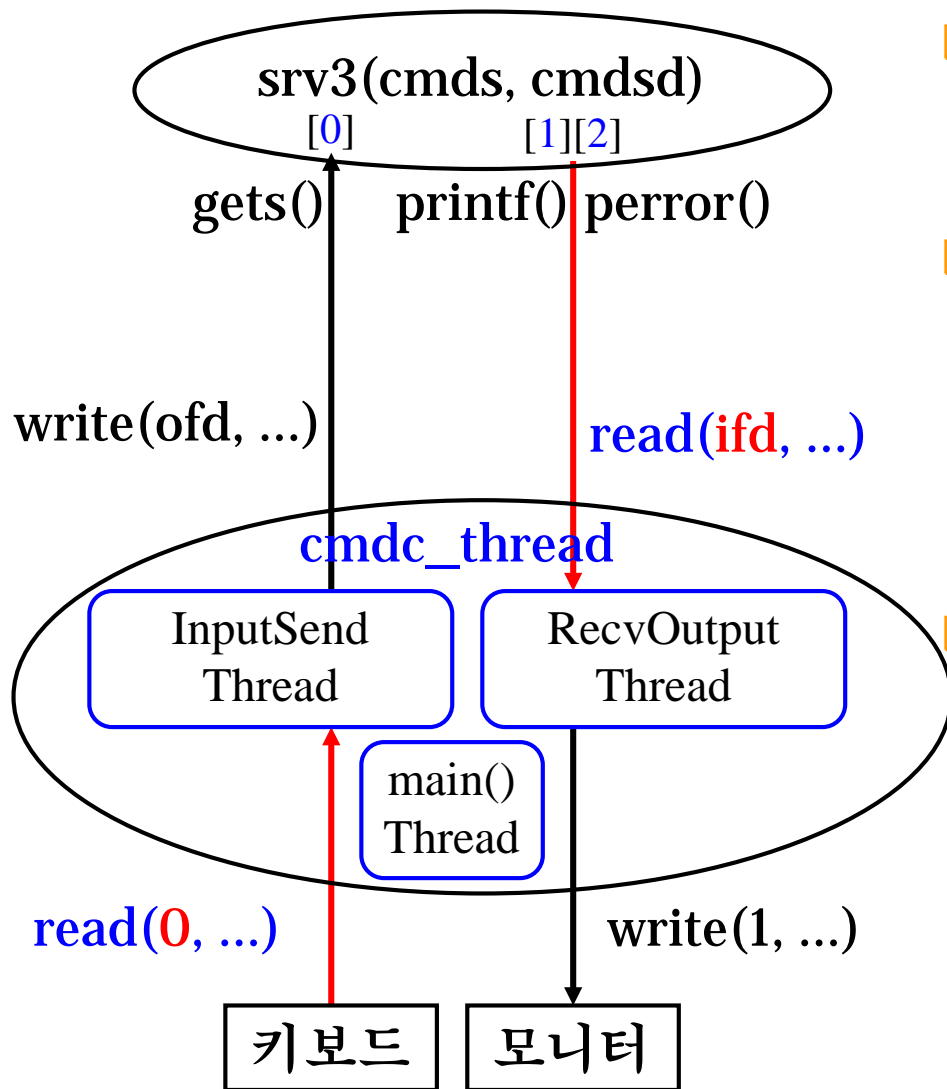 srv3(cmds, cmdsd)
[0] [1][2]
gets() printf() perror()
write(ofd, ...) read(ifd, ...)
cmdc_thread
InputSend
Thread
RecvOutput
Thread
main()
Thread
read(0, ...) write(1, ...)
키보드 모니터